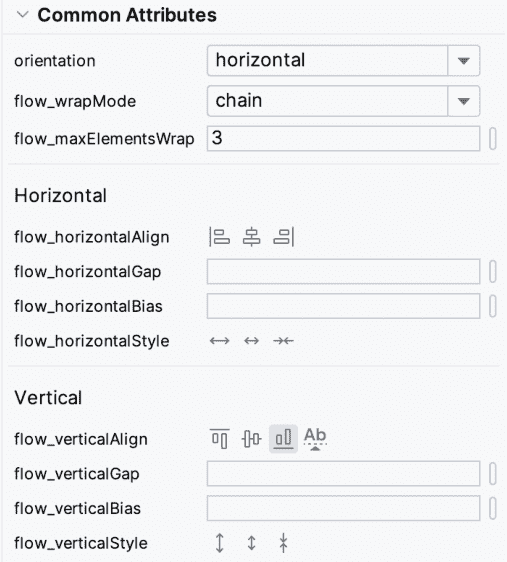 Common Attributes
orientation horizontal
flow_wrapMode chain
flow_maxElementsWrap 3
Horizontal
flow_horizontalAlign
flow_horizontalGap
flow_horizontalBias
flow_horizontalStyle
Vertical
flow_verticalAlign Ab
flow_verticalGap
flow_verticalBias
flow_verticalStyle